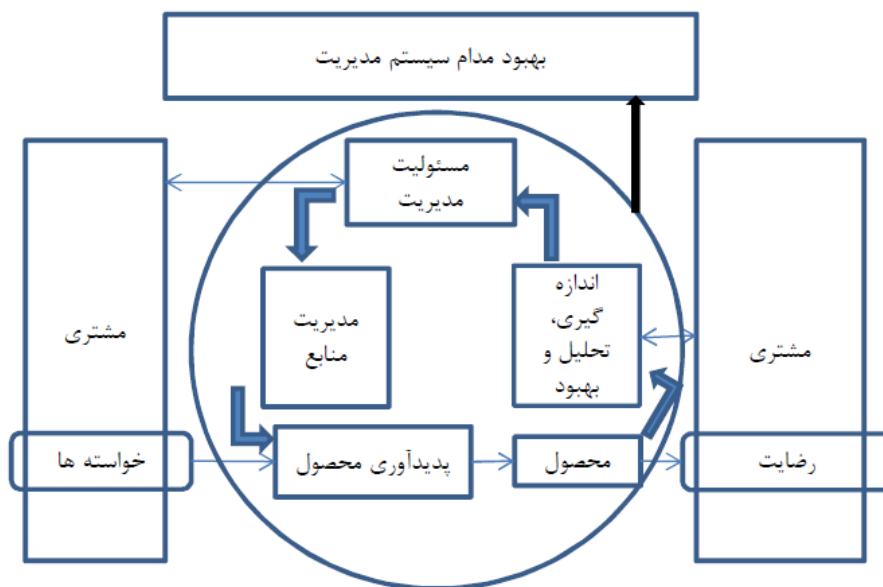 بهبود مدام سیستم مدیریت
مسئولیت
مدیریت
اندازه
گیری،
تحلیل و
بهبود
مدیریت
منابع
مشتری
مشتری
خواسته ها
پدیدآوری محصول
محصول
رضایت